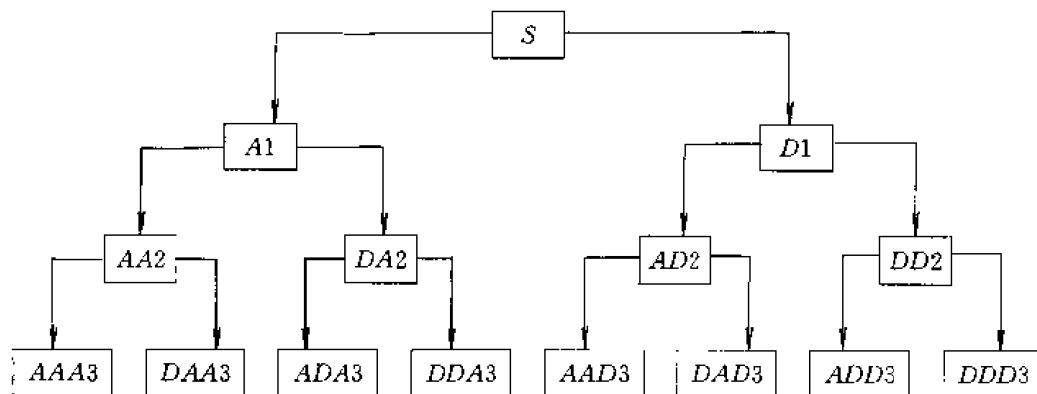 S
A1 D1
AA2 DA2 AD2 DD2
AAA3 DAA3 ADA3 DDA3 AAD3 DAD3 ADD3 DDD3